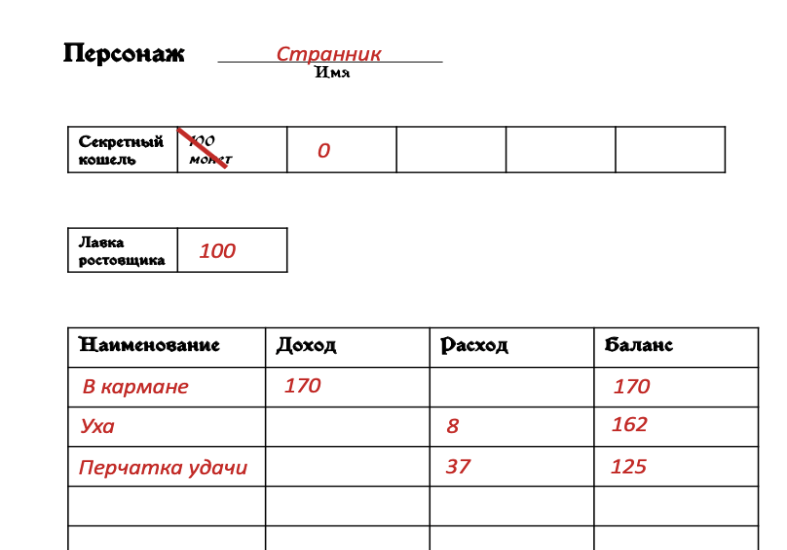 Персонаж Странник
Имя
Секретный кошель 100 монет 0
Лавка ростовщика 100
Наименование Доход Расход Баланс
В кармане 170 170
Уха 8 162
Перчатка удачи 37 125